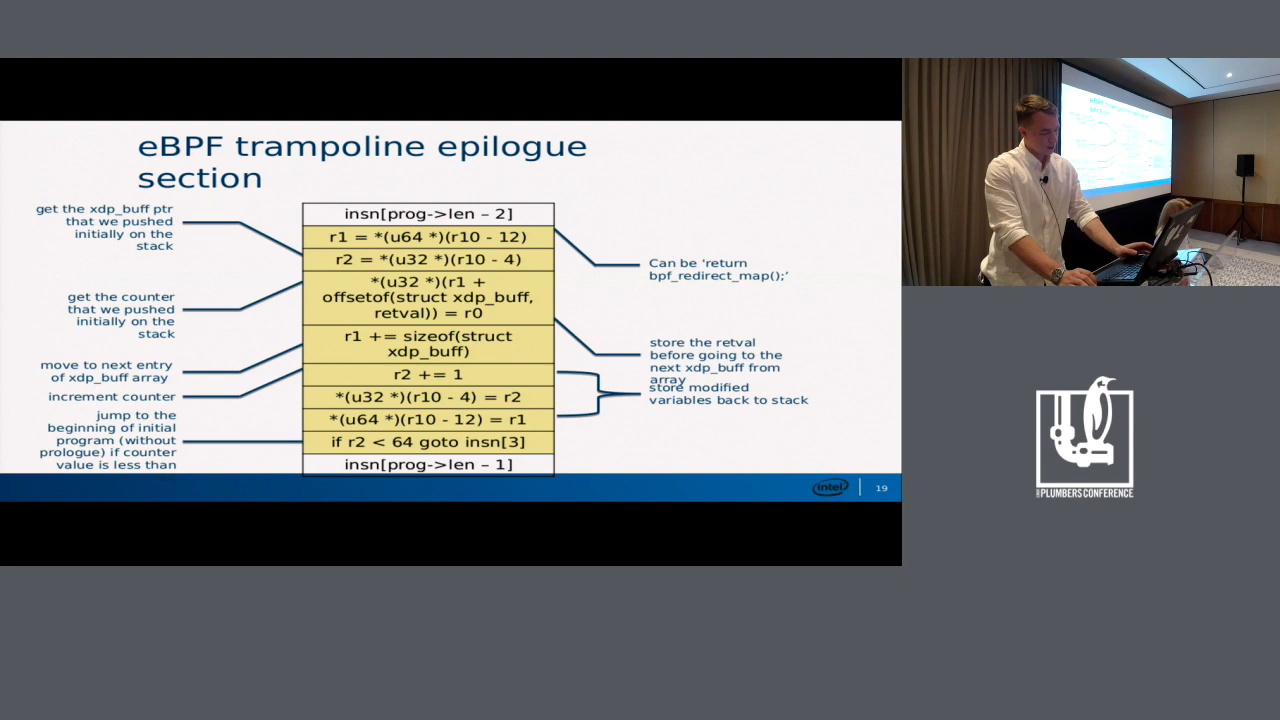 eBPF trampoline epilogue
section
get the xdp_buff ptr
that we pushed
initially on the
stack
get the counter
that we pushed
initially on the
stack
move to next entry
of xdp_buff array
increment counter
jump to the
beginning of initial
program (without
prologue) if counter
value is less than
insn[prog->len – 2]
r1 = *(u64 *)(r10 - 12)
r2 = *(u32 *)(r10 - 4)
*(u32 *)(r1 +
offsetof(struct xdp_buff,
retval)) = r0
r1 += sizeof(struct
xdp_buff)
r2 += 1
*(u32 *)(r10 - 4) = r2
*(u64 *)(r10 - 12) = r1
if r2 < 64 goto insn[3]
insn[prog->len – 1]
Can be ‘return
bpf_redirect_map();’
store the retval
before going to the
next xdp_buff from
array
store modified
variables back to stack
intel
19
PLUMBERS CONFERENCE